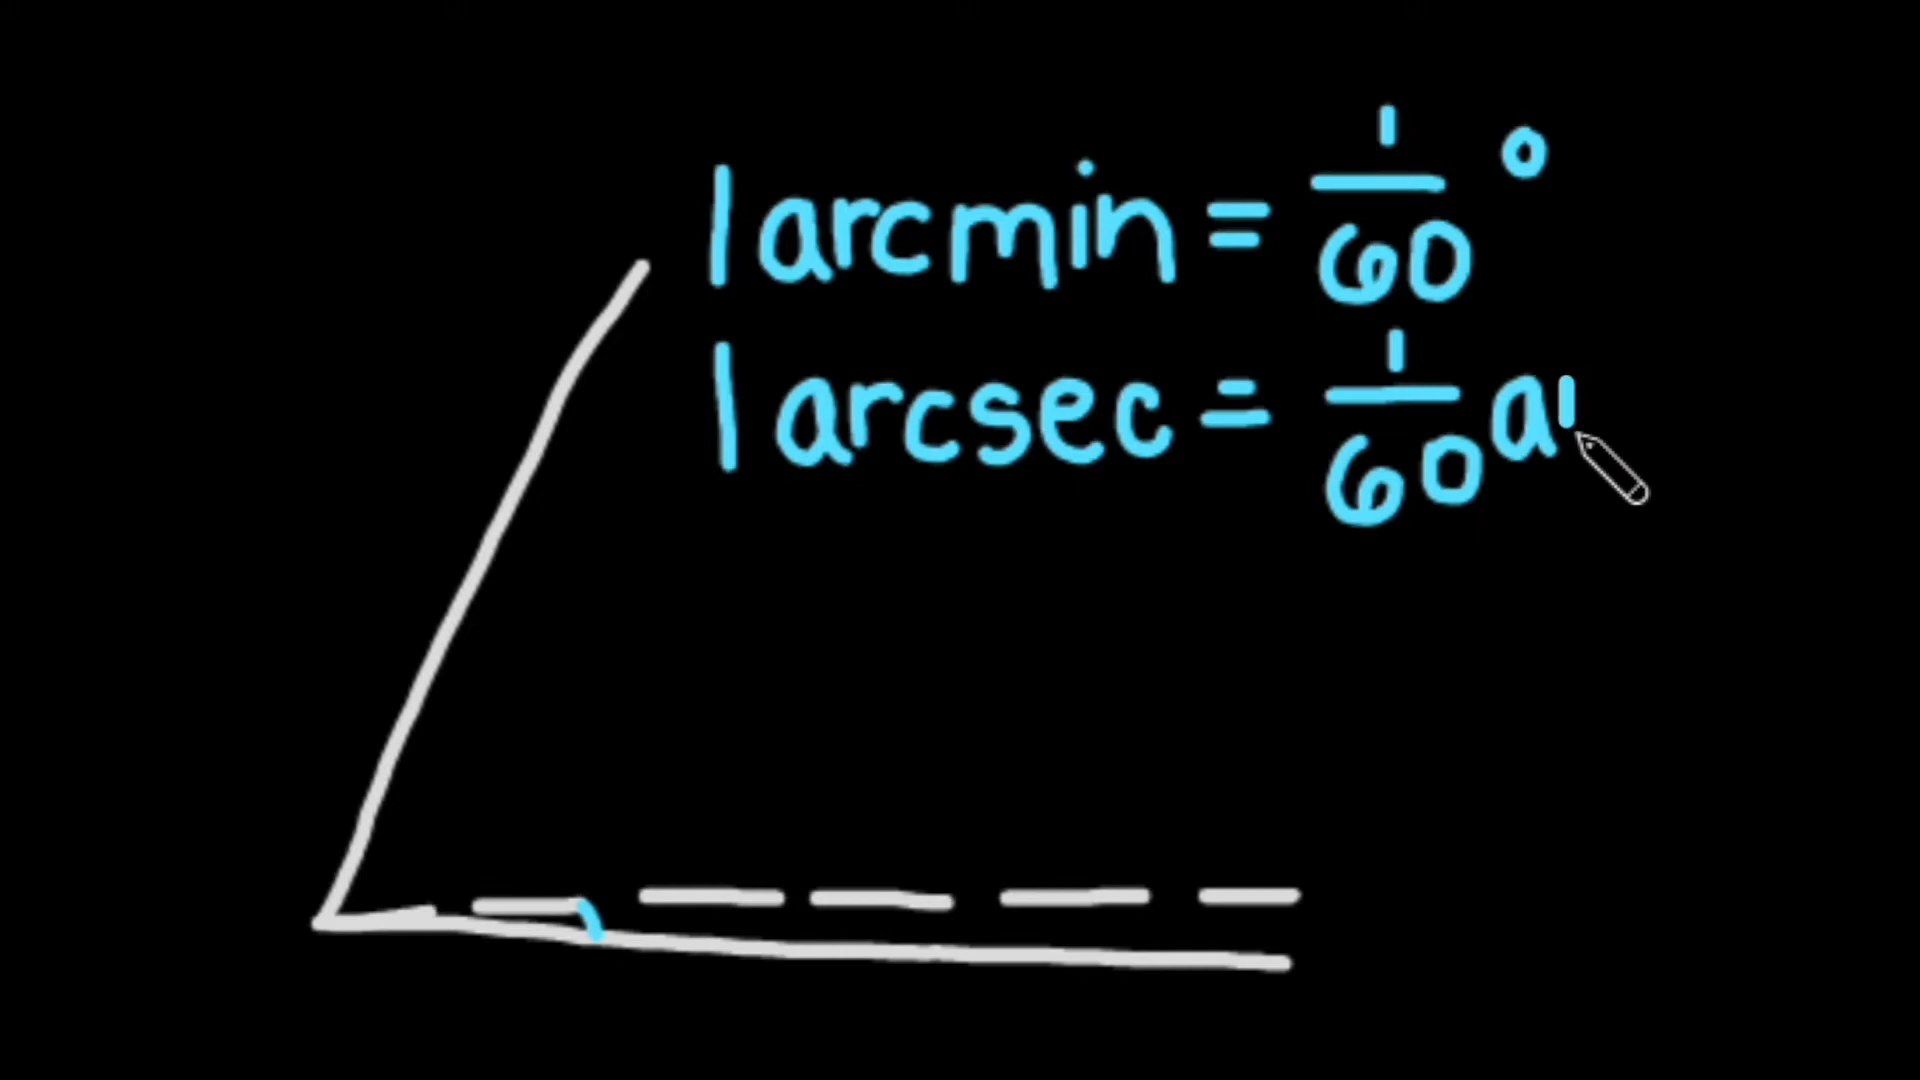 1 arcmin = 1/60 °
1 arcsec = 1/60 a